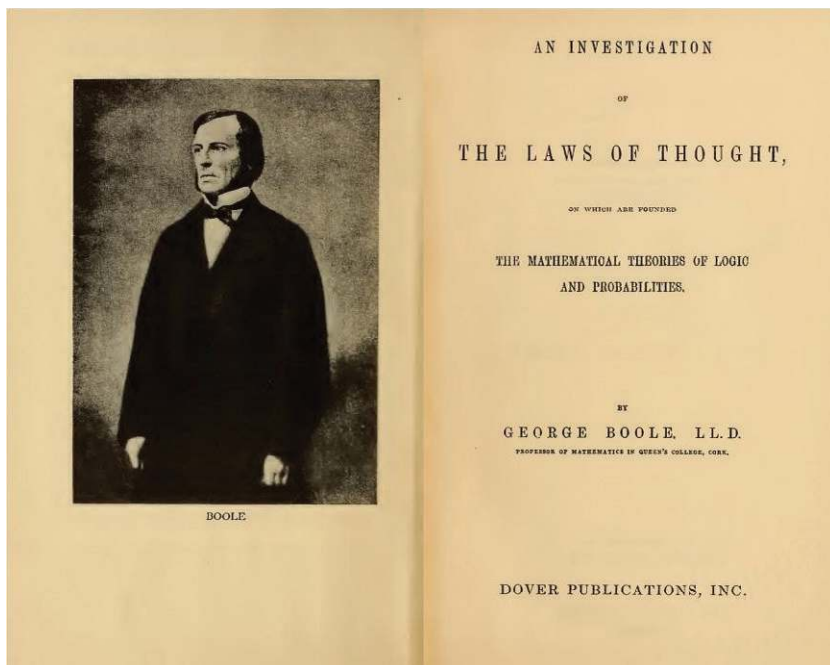 BOOLE
AN INVESTIGATION
OF
THE LAWS OF THOUGHT,
ON WHICH ARE FOUNDED
THE MATHEMATICAL THEORIES OF LOGIC
AND PROBABILITIES.
BY
GEORGE BOOLE, LL.D.
PROFESSOR OF MATHEMATICS IN QUEEN'S COLLEGE, CORK.
DOVER PUBLICATIONS, INC.